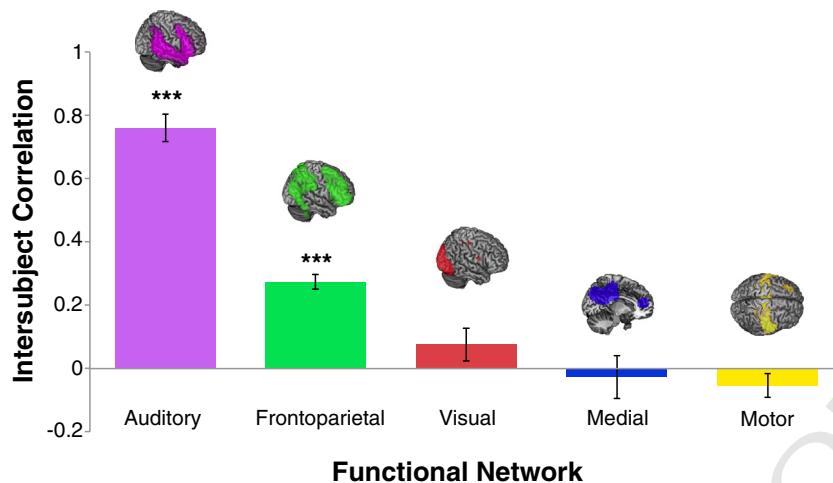 1
0.8
0.6
0.4
0.2
0
-0.2
Intersubject Correlation
***
***
Auditory
Frontoparietal
Visual
Medial
Motor
Functional Network